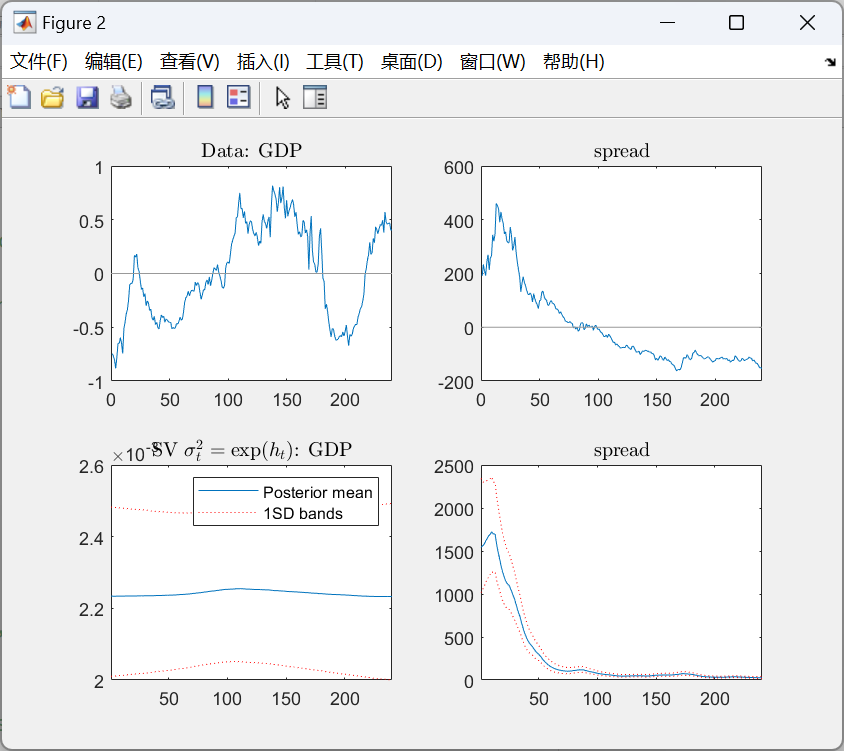 Figure 2
文件(F) 编辑(E) 查看(V) 插入(I) 工具(T) 桌面(D) 窗口(W) 帮助(H)
Data: GDP
1
0.5
0
-0.5
-1
0 50 100 150 200
spread
600
400
200
0
-200
0 50 100 150 200
×10⁻³
SV σ_t^2 = exp(h_t): GDP
2.6
2.4
2.2
2
50 100 150 200
Posterior mean
1SD bands
spread
2500
2000
1500
1000
500
0
50 100 150 200